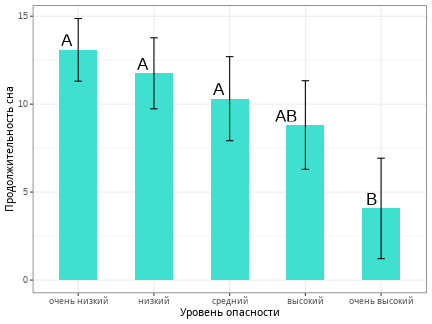 Продолжительность сна
15
10
5
0
A
A
A
AB
B
очень низкий
низкий
средний
высокий
очень высокий
Уровень опасности